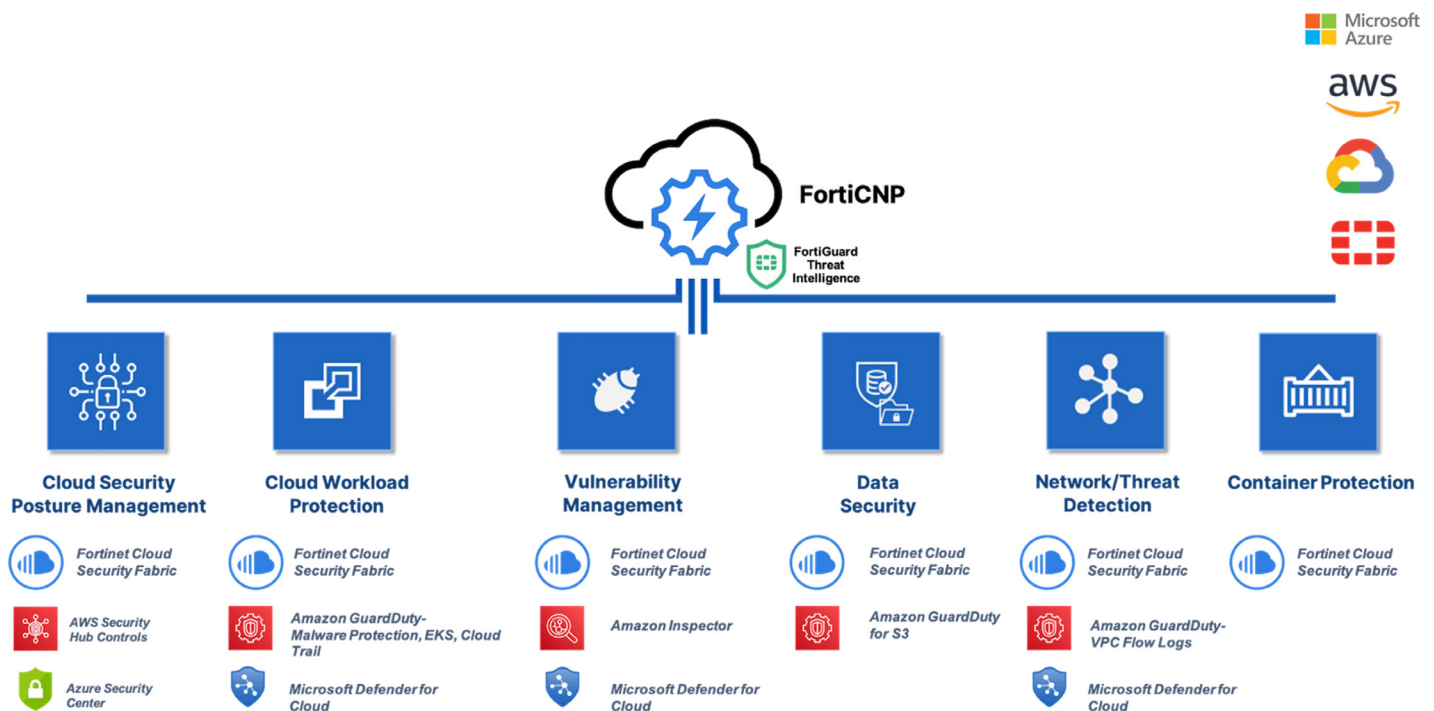 Microsoft
Azure
aws
FortiCNP
FortiGuard
Threat
Intelligence
Cloud Security
Posture Management
Cloud Workload
Protection
Vulnerability
Management
Data
Security
Network/Threat
Detection
Container Protection
Fortinet Cloud
Security Fabric
Fortinet Cloud
Security Fabric
Fortinet Cloud
Security Fabric
Fortinet Cloud
Security Fabric
Fortinet Cloud
Security Fabric
Fortinet Cloud
Security Fabric
AWS Security
Hub Controls
Amazon GuardDuty-
Malware Protection, EKS, Cloud
Trail
Amazon Inspector
Amazon GuardDuty
for S3
Amazon GuardDuty-
VPC Flow Logs
Azure Security
Center
Microsoft Defender for
Cloud
Microsoft Defender for
Cloud
Microsoft Defender for
Cloud